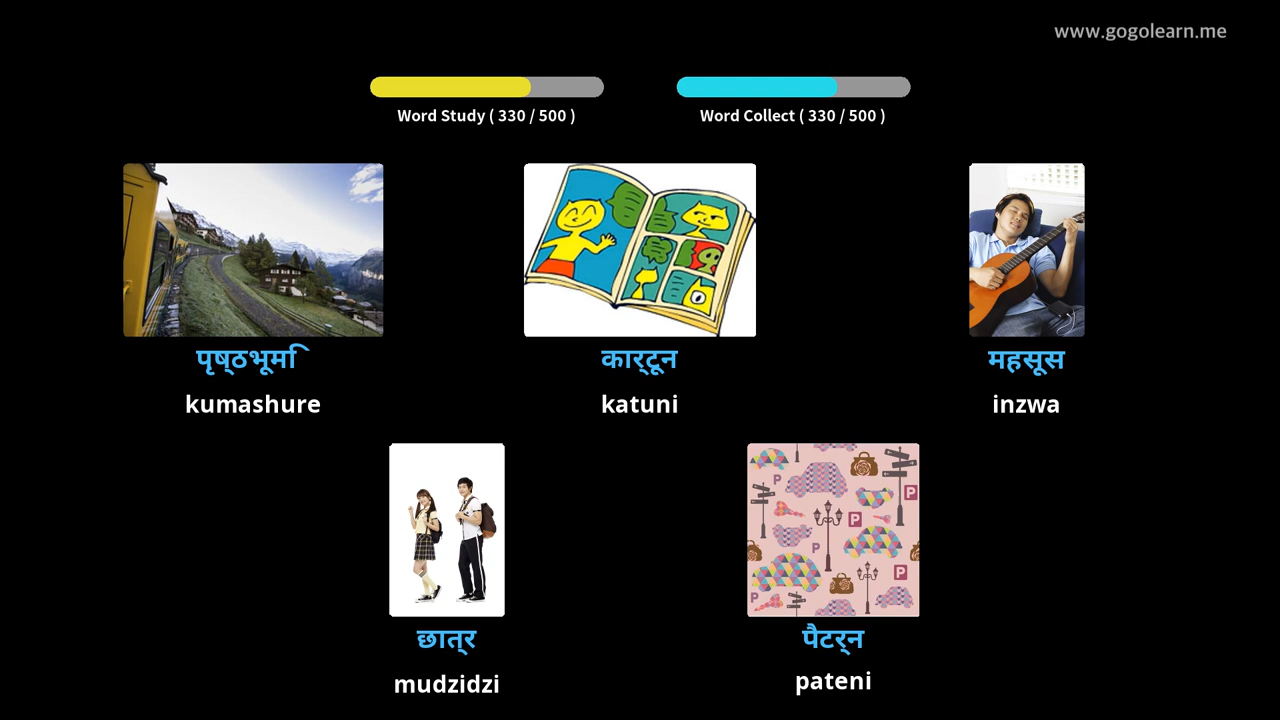 www.gogolearn.me
Word Study ( 330 / 500 )
Word Collect ( 330 / 500 )
पृष्ठभूमि
kumashure
कार्टून
katuni
महसूस
inzwa
छात्र
mudzidzi
पैटर्न
pateni